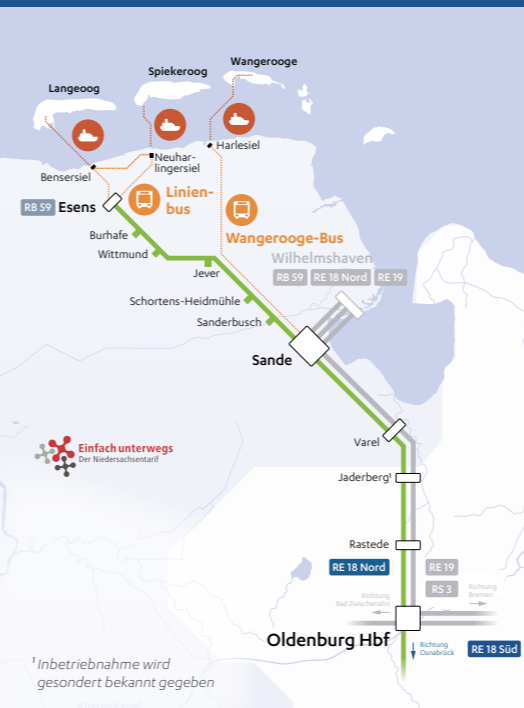 Langeoog
Spiekeroog
Wangerooge
Harlesiel
Neuhar-
lingersiel
Bensersiel
RB 59 Esens
Linien-
bus
Burhafe
Wangerooge-Bus
Wittmund
Wilhelmshaven
Jever
RB 59 RE 18 Nord RE 19
Schortens-Heidmühle
Sanderbusch
Sande
Varel
Einfach unterwegs
Der Niedersachsentarif
Jaderberg¹
Rastede
RE 18 Nord
RE 19
RS 3
Richtung
Bremen
Richtung
Bad Zwischenahn
Oldenburg Hbf
Richtung
Osnabrück
RE 18 Süd
¹ Inbetriebnahme wird
gesondert bekannt gegeben